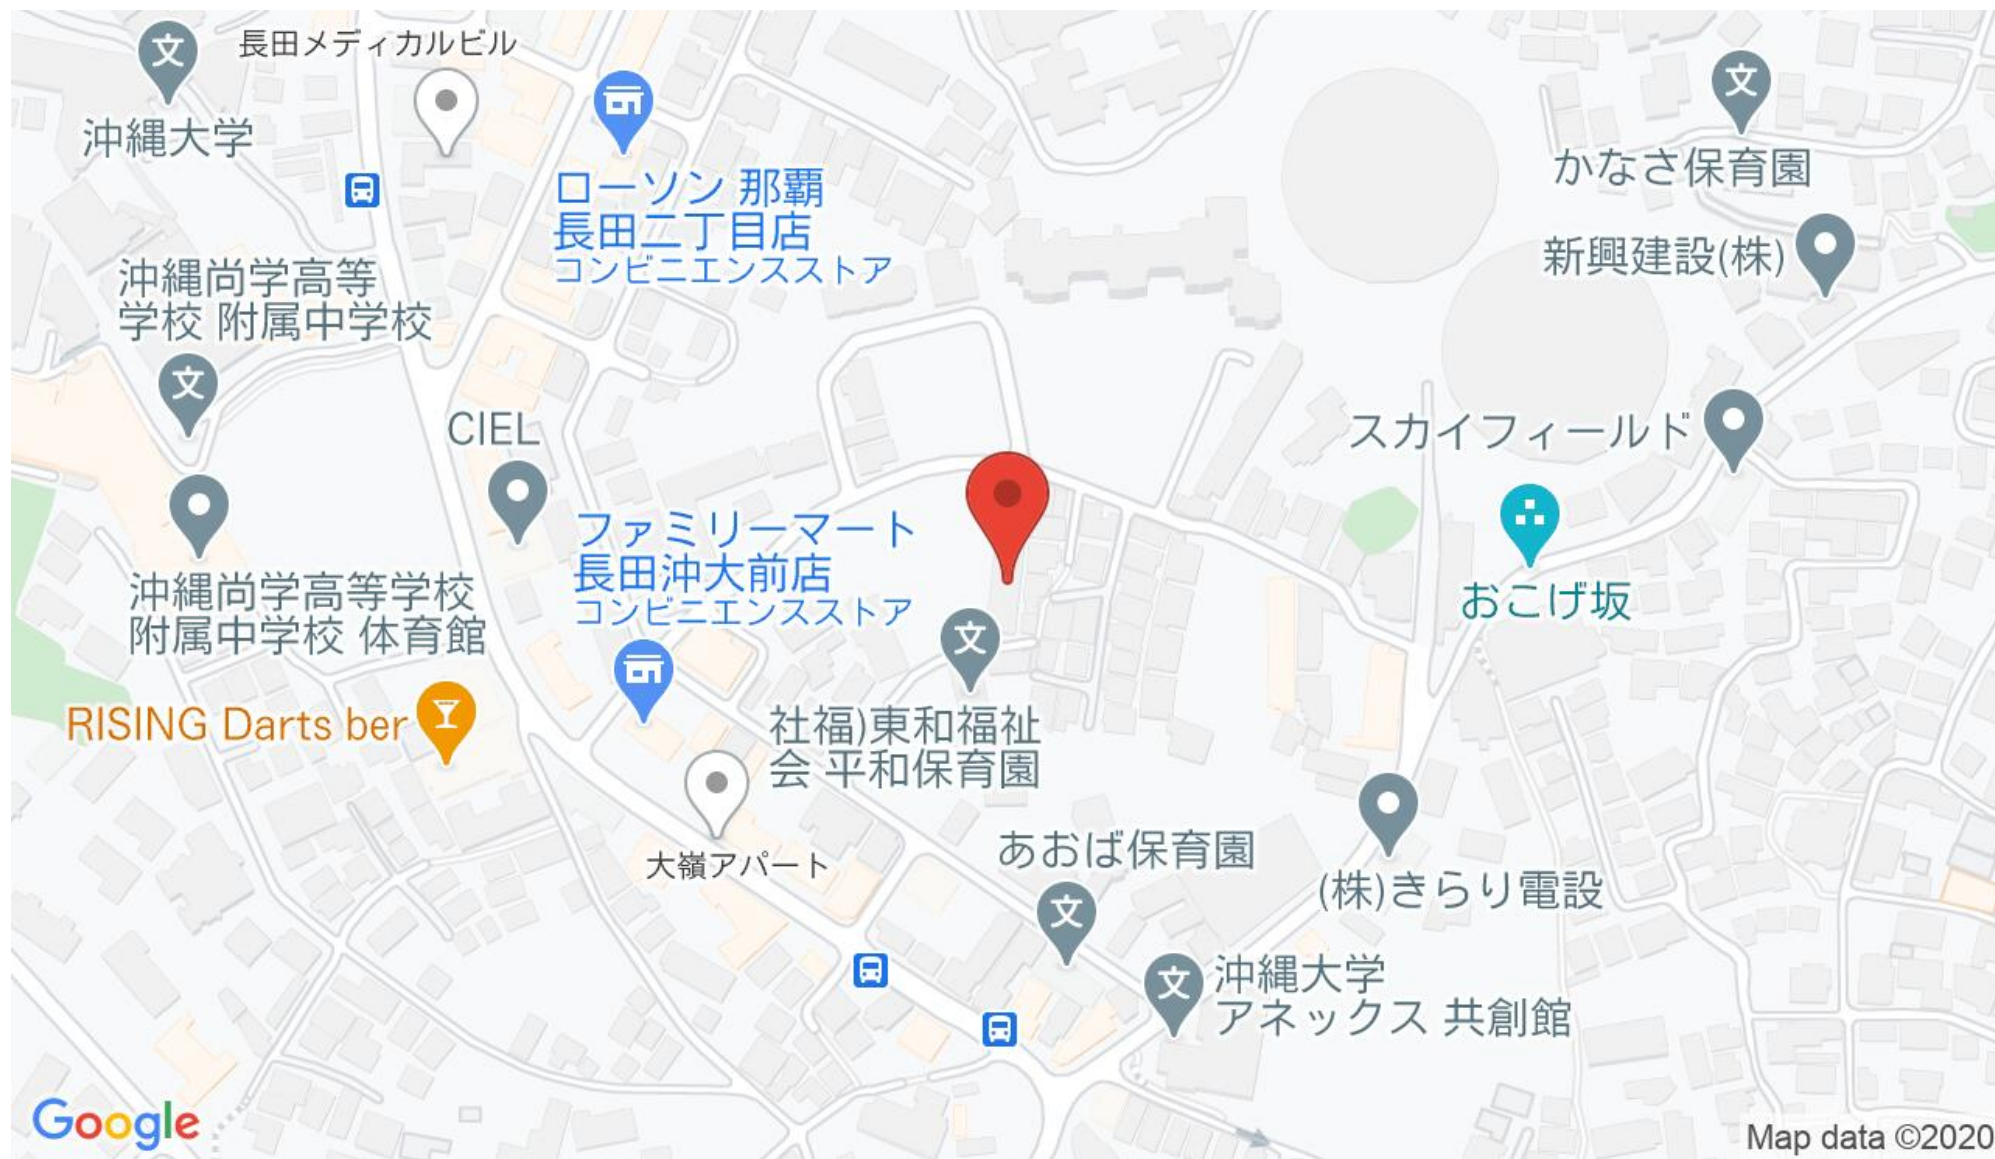 長田メディカルビル
文
沖縄大学
ローソン 那覇
長田二丁目店
コンビニエンスストア
文
かなさ保育園
新興建設(株)
沖縄尚学高等
学校 附属中学校
文
CIEL
スカイフィールド
ファミリーマート
長田沖大前店
コンビニエンスストア
おこげ坂
沖縄尚学高等学校
附属中学校 体育館
文
社福)東和福祉
会 平和保育園
RISING Darts ber
大嶺アパート
あおば保育園
文
(株)きらり電設
文
沖縄大学
アネックス 共創館
Google
Map data ©2020